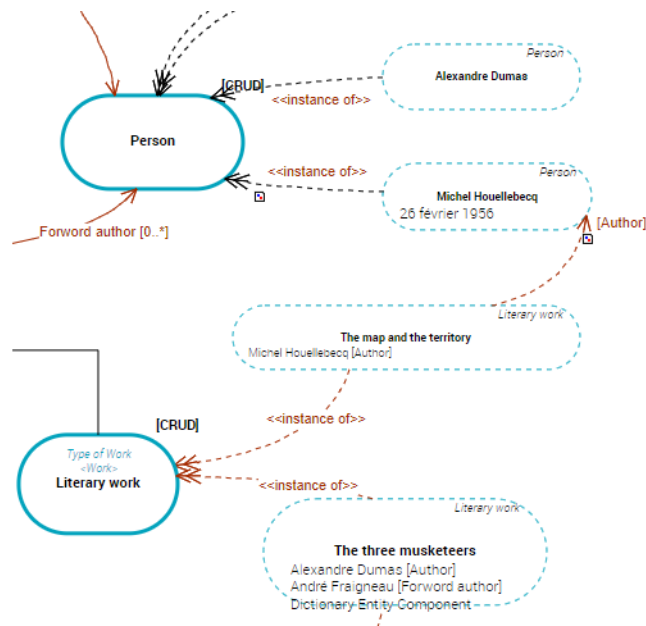 Person
[CRUD]
Alexandre Dumas
<<instance of>>
Person
<<instance of>>
Person
Michel Houellebecq
26 février 1956
Forword author [0..*]
[Author]
Literary work
The map and the territory
Michel Houellebecq [Author]
<<instance of>>
[CRUD]
Type of Work
<Work>
Literary work
<<instance of>>
Literary work
The three musketeers
Alexandre Dumas [Author]
André Fraigneau [Forword author]
Dictionary Entity Component